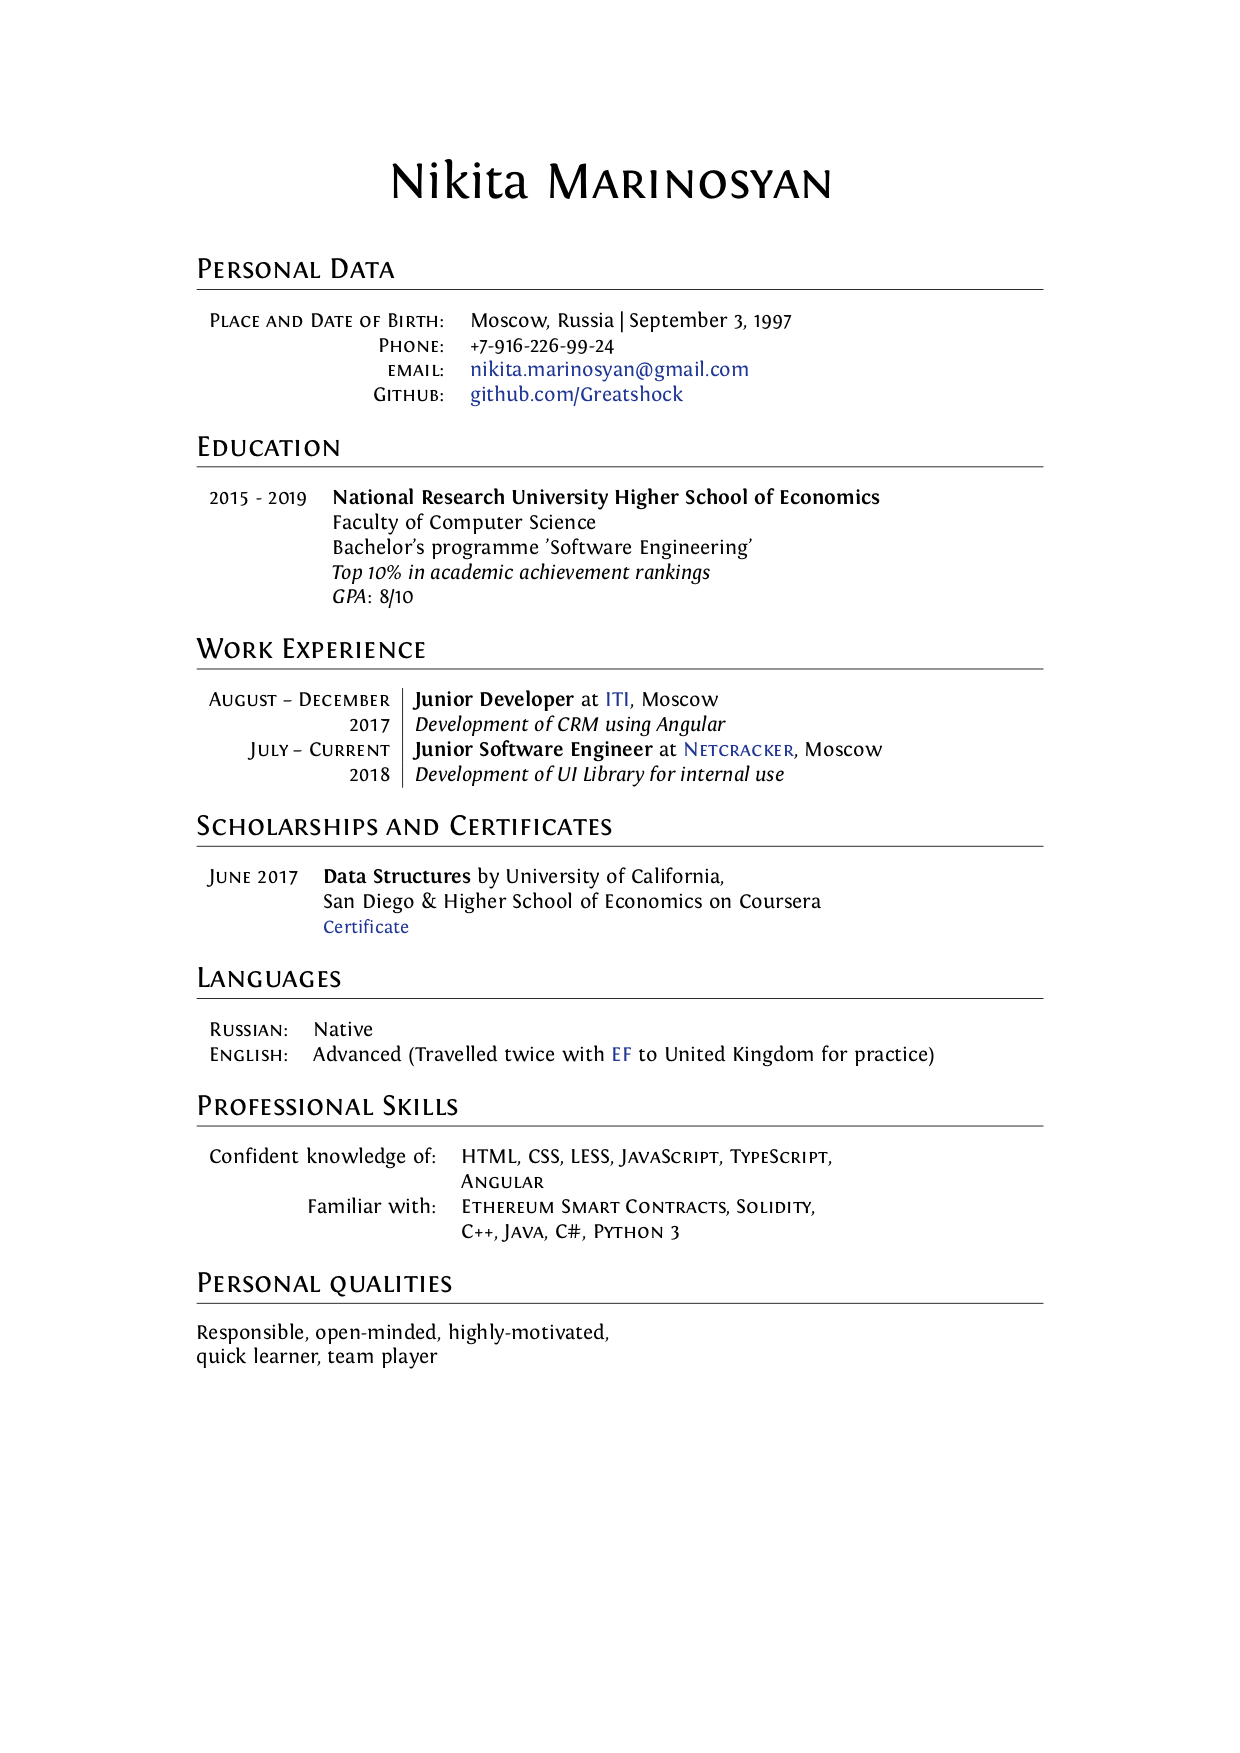 Nikita MARINOSYAN
PERSONAL DATA
PLACE AND DATE OF BIRTH: Moscow, Russia | September 3, 1997
PHONE: +7-916-226-99-24
EMAIL: nikita.marinosyan@gmail.com
GITHUB: github.com/Greatshock
EDUCATION
2015 - 2019 National Research University Higher School of Economics
Faculty of Computer Science
Bachelor's programme 'Software Engineering'
Top 10% in academic achievement rankings
GPA: 8/10
WORK EXPERIENCE
AUGUST – DECEMBER Junior Developer at ITI, Moscow
2017 Development of CRM using Angular
JULY – CURRENT Junior Software Engineer at NETCRACKER, Moscow
2018 Development of UI Library for internal use
SCHOLARSHIPS AND CERTIFICATES
JUNE 2017 Data Structures by University of California,
San Diego & Higher School of Economics on Coursera
Certificate
LANGUAGES
RUSSIAN: Native
ENGLISH: Advanced (Travelled twice with EF to United Kingdom for practice)
PROFESSIONAL SKILLS
Confident knowledge of: HTML, CSS, LESS, JAVASCRIPT, TYPESCRIPT,
ANGULAR
Familiar with: ETHEREUM SMART CONTRACTS, SOLIDITY,
C++, JAVA, C#, PYTHON 3
PERSONAL QUALITIES
Responsible, open-minded, highly-motivated,
quick learner, team player